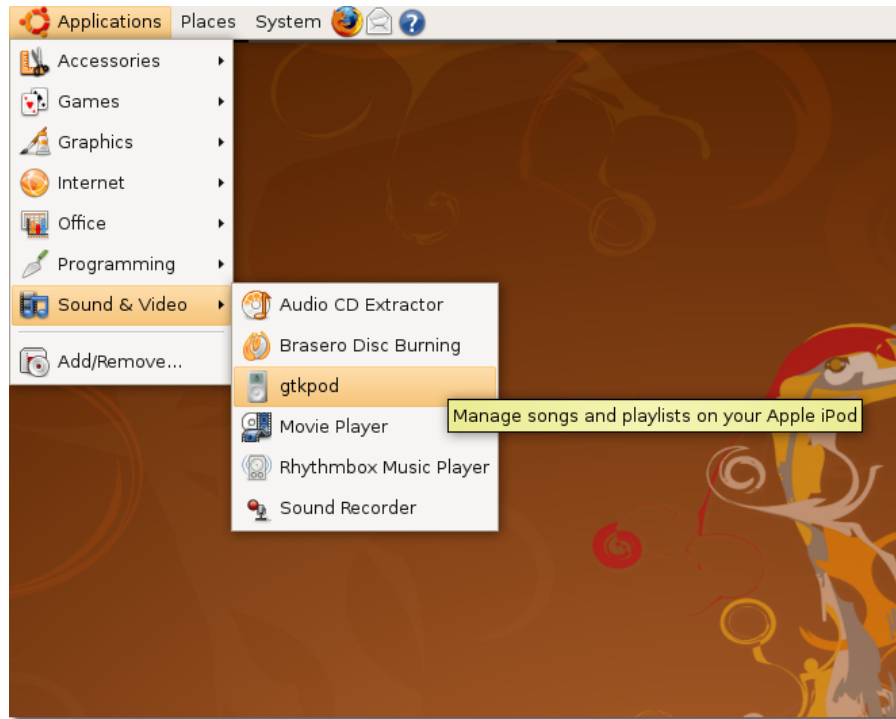 Applications Places System
Accessories
Games
Graphics
Internet
Office
Programming
Sound & Video
Add/Remove...
Audio CD Extractor
Brasero Disc Burning
gtkpod
Manage songs and playlists on your Apple iPod
Movie Player
Rhythmbox Music Player
Sound Recorder